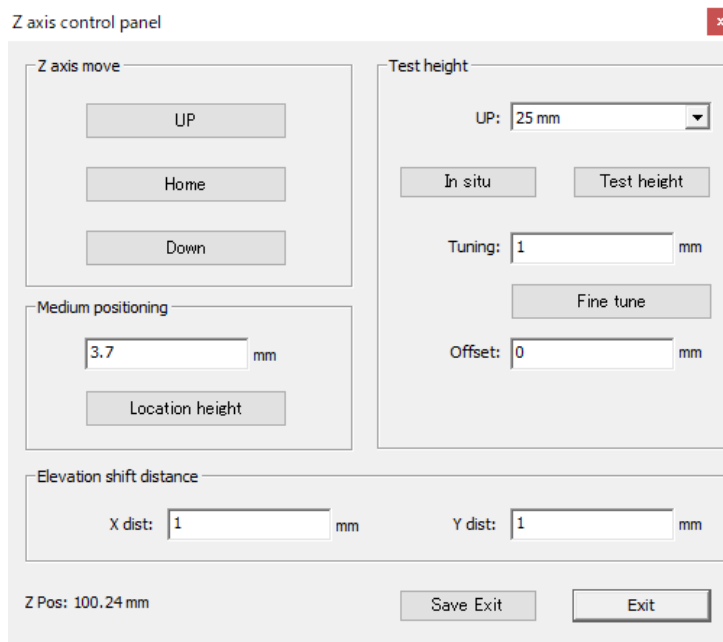 Z axis control panel
x
Z axis move
UP
Home
Down
Medium positioning
3.7 mm
Location height
Test height
UP: 25 mm
In situ Test height
Tuning: 1 mm
Fine tune
Offset: 0 mm
Elevation shift distance
X dist: 1 mm Y dist: 1 mm
Z Pos: 100.24 mm Save Exit Exit